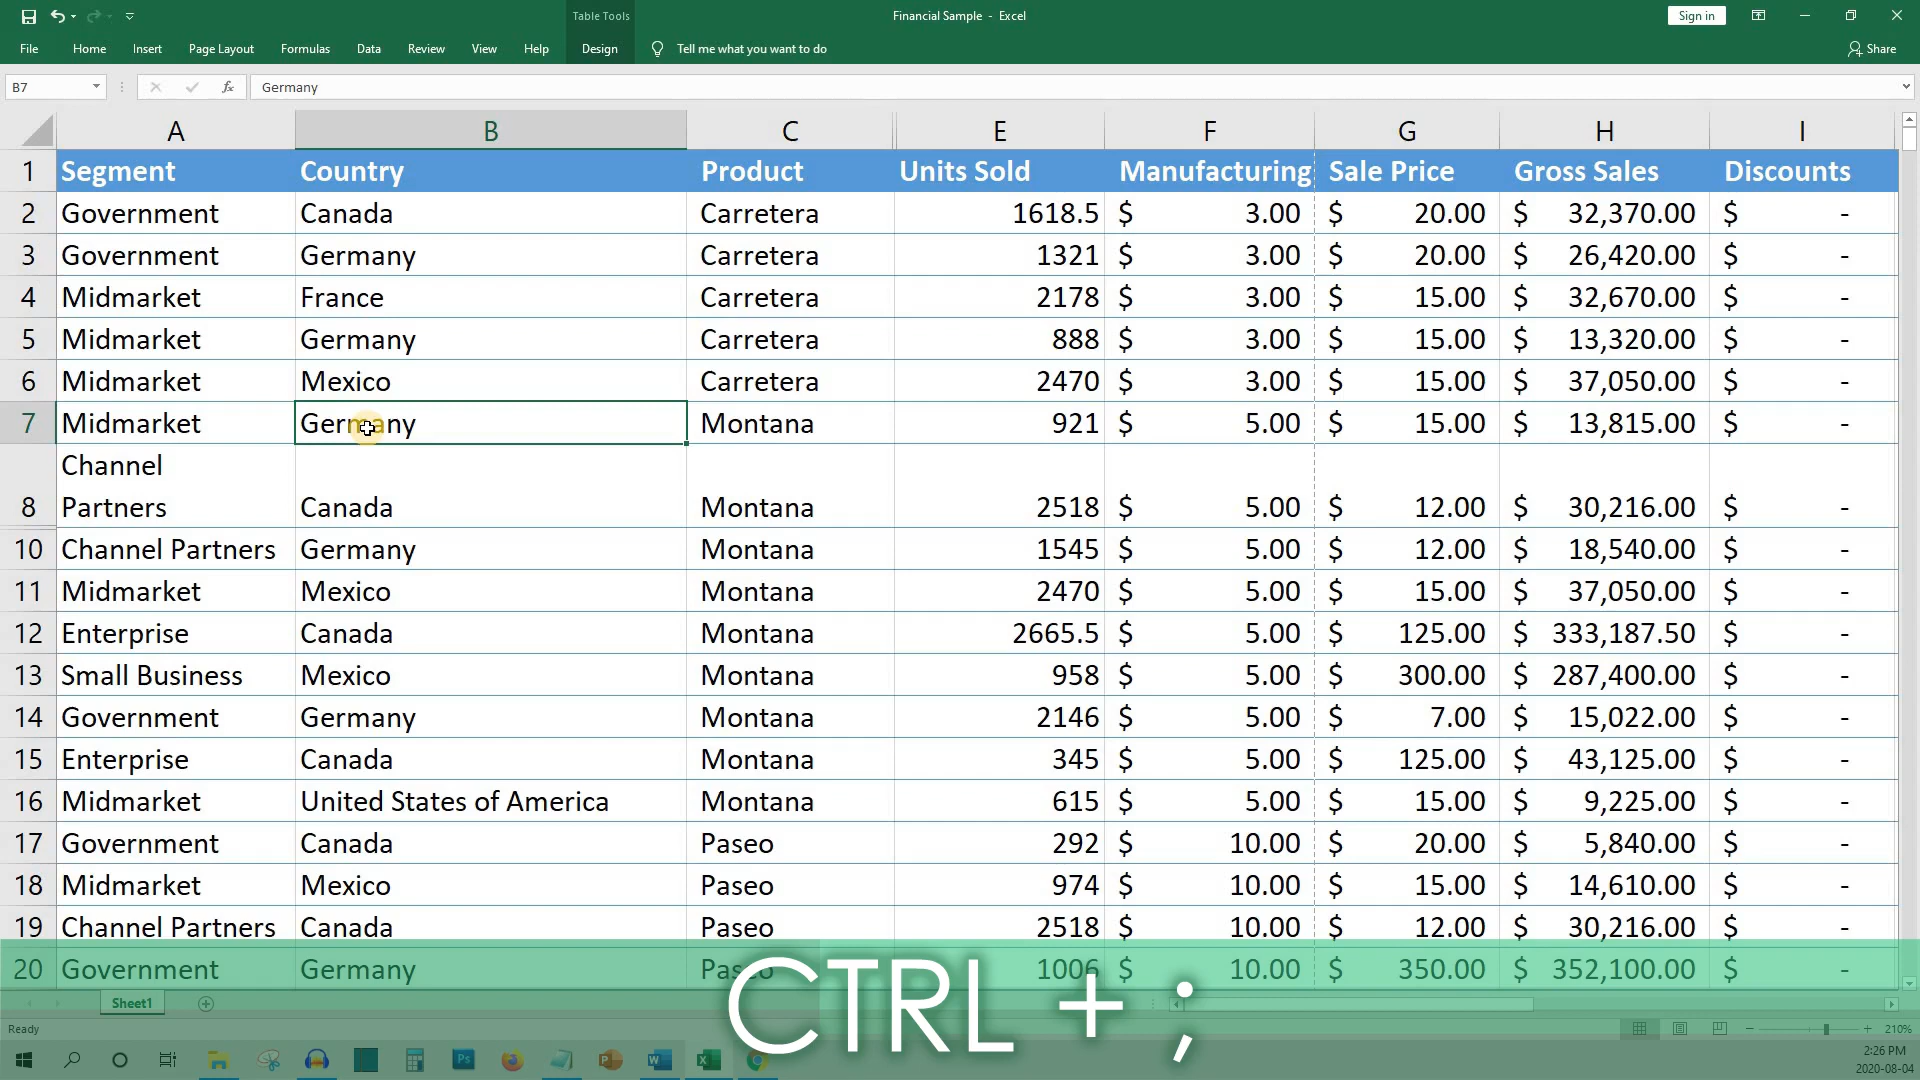 Table Tools
Financial Sample - Excel
Sign in
File Home Insert Page Layout Formulas Data Review View Help Design Tell me what you want to do Share
B7 fx Germany
A B C E F G H I
1 Segment Country Product Units Sold Manufacturing Sale Price Gross Sales Discounts
2 Government Canada Carretera 1618.5 $ 3.00 $ 20.00 $ 32,370.00 $ -
3 Government Germany Carretera 1321 $ 3.00 $ 20.00 $ 26,420.00 $ -
4 Midmarket France Carretera 2178 $ 3.00 $ 15.00 $ 32,670.00 $ -
5 Midmarket Germany Carretera 888 $ 3.00 $ 15.00 $ 13,320.00 $ -
6 Midmarket Mexico Carretera 2470 $ 3.00 $ 15.00 $ 37,050.00 $ -
7 Midmarket Germany Montana 921 $ 5.00 $ 15.00 $ 13,815.00 $ -
Channel
8 Partners Canada Montana 2518 $ 5.00 $ 12.00 $ 30,216.00 $ -
10 Channel Partners Germany Montana 1545 $ 5.00 $ 12.00 $ 18,540.00 $ -
11 Midmarket Mexico Montana 2470 $ 5.00 $ 15.00 $ 37,050.00 $ -
12 Enterprise Canada Montana 2665.5 $ 5.00 $ 125.00 $ 333,187.50 $ -
13 Small Business Mexico Montana 958 $ 5.00 $ 300.00 $ 287,400.00 $ -
14 Government Germany Montana 2146 $ 5.00 $ 7.00 $ 15,022.00 $ -
15 Enterprise Canada Montana 345 $ 5.00 $ 125.00 $ 43,125.00 $ -
16 Midmarket United States of America Montana 615 $ 5.00 $ 15.00 $ 9,225.00 $ -
17 Government Canada Paseo 292 $ 10.00 $ 20.00 $ 5,840.00 $ -
18 Midmarket Mexico Paseo 974 $ 10.00 $ 15.00 $ 14,610.00 $ -
19 Channel Partners Canada Paseo 2518 $ 10.00 $ 12.00 $ 30,216.00 $ -
20 Government Germany Paseo 1006 $ 10.00 $ 350.00 $ 352,100.00 $ -
CTRL + ;
Sheet1
Ready 210%
2:26 PM
2020-08-04